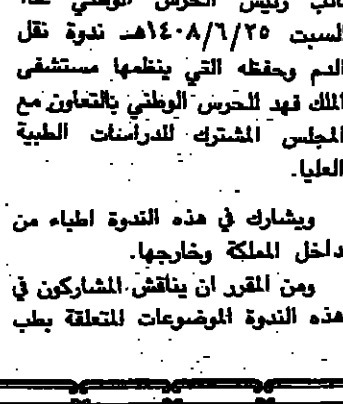 نائب رئيس الحرس الوطني
السبت ١٤٠٨/٦/٢٥هـ ندوة نقل
الدم وحفظه التي ينظمها مستشفى
الملك فهد للحرس الوطني بالتعاون مع
المجلس المشترك للدراسات الطبية
العليا.
ويشارك في هذه الندوة اطباء من
داخل المملكة وخارجها.
ومن المقرر ان يناقش المشاركون في
هذه الندوة الموضوعات المتعلقة بطب